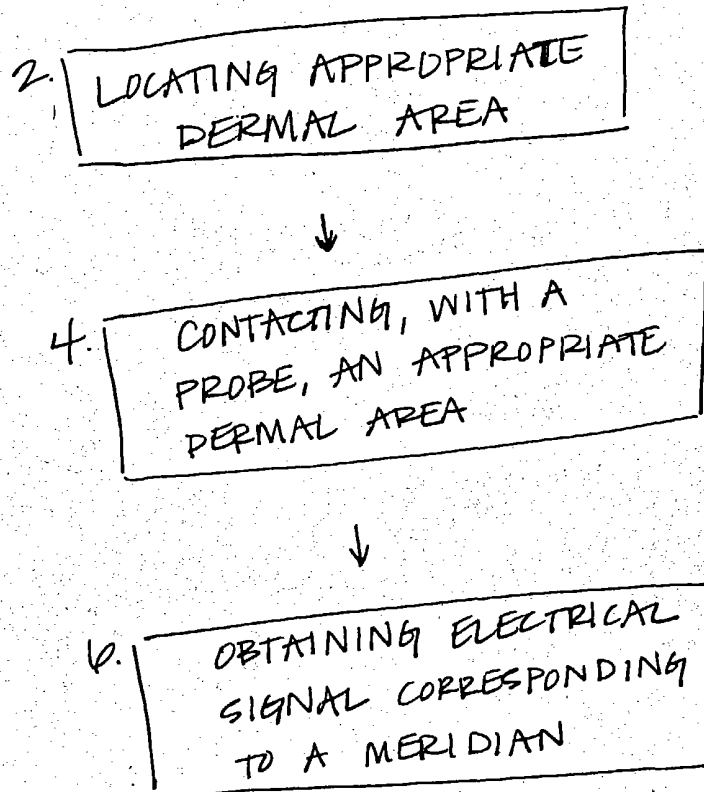 2. LOCATING APPROPRIATE
DERMAL AREA
4. CONTACTING, WITH A
PROBE, AN APPROPRIATE
DERMAL AREA
6. OBTAINING ELECTRICAL
SIGNAL CORRESPONDING
TO A MERIDIAN